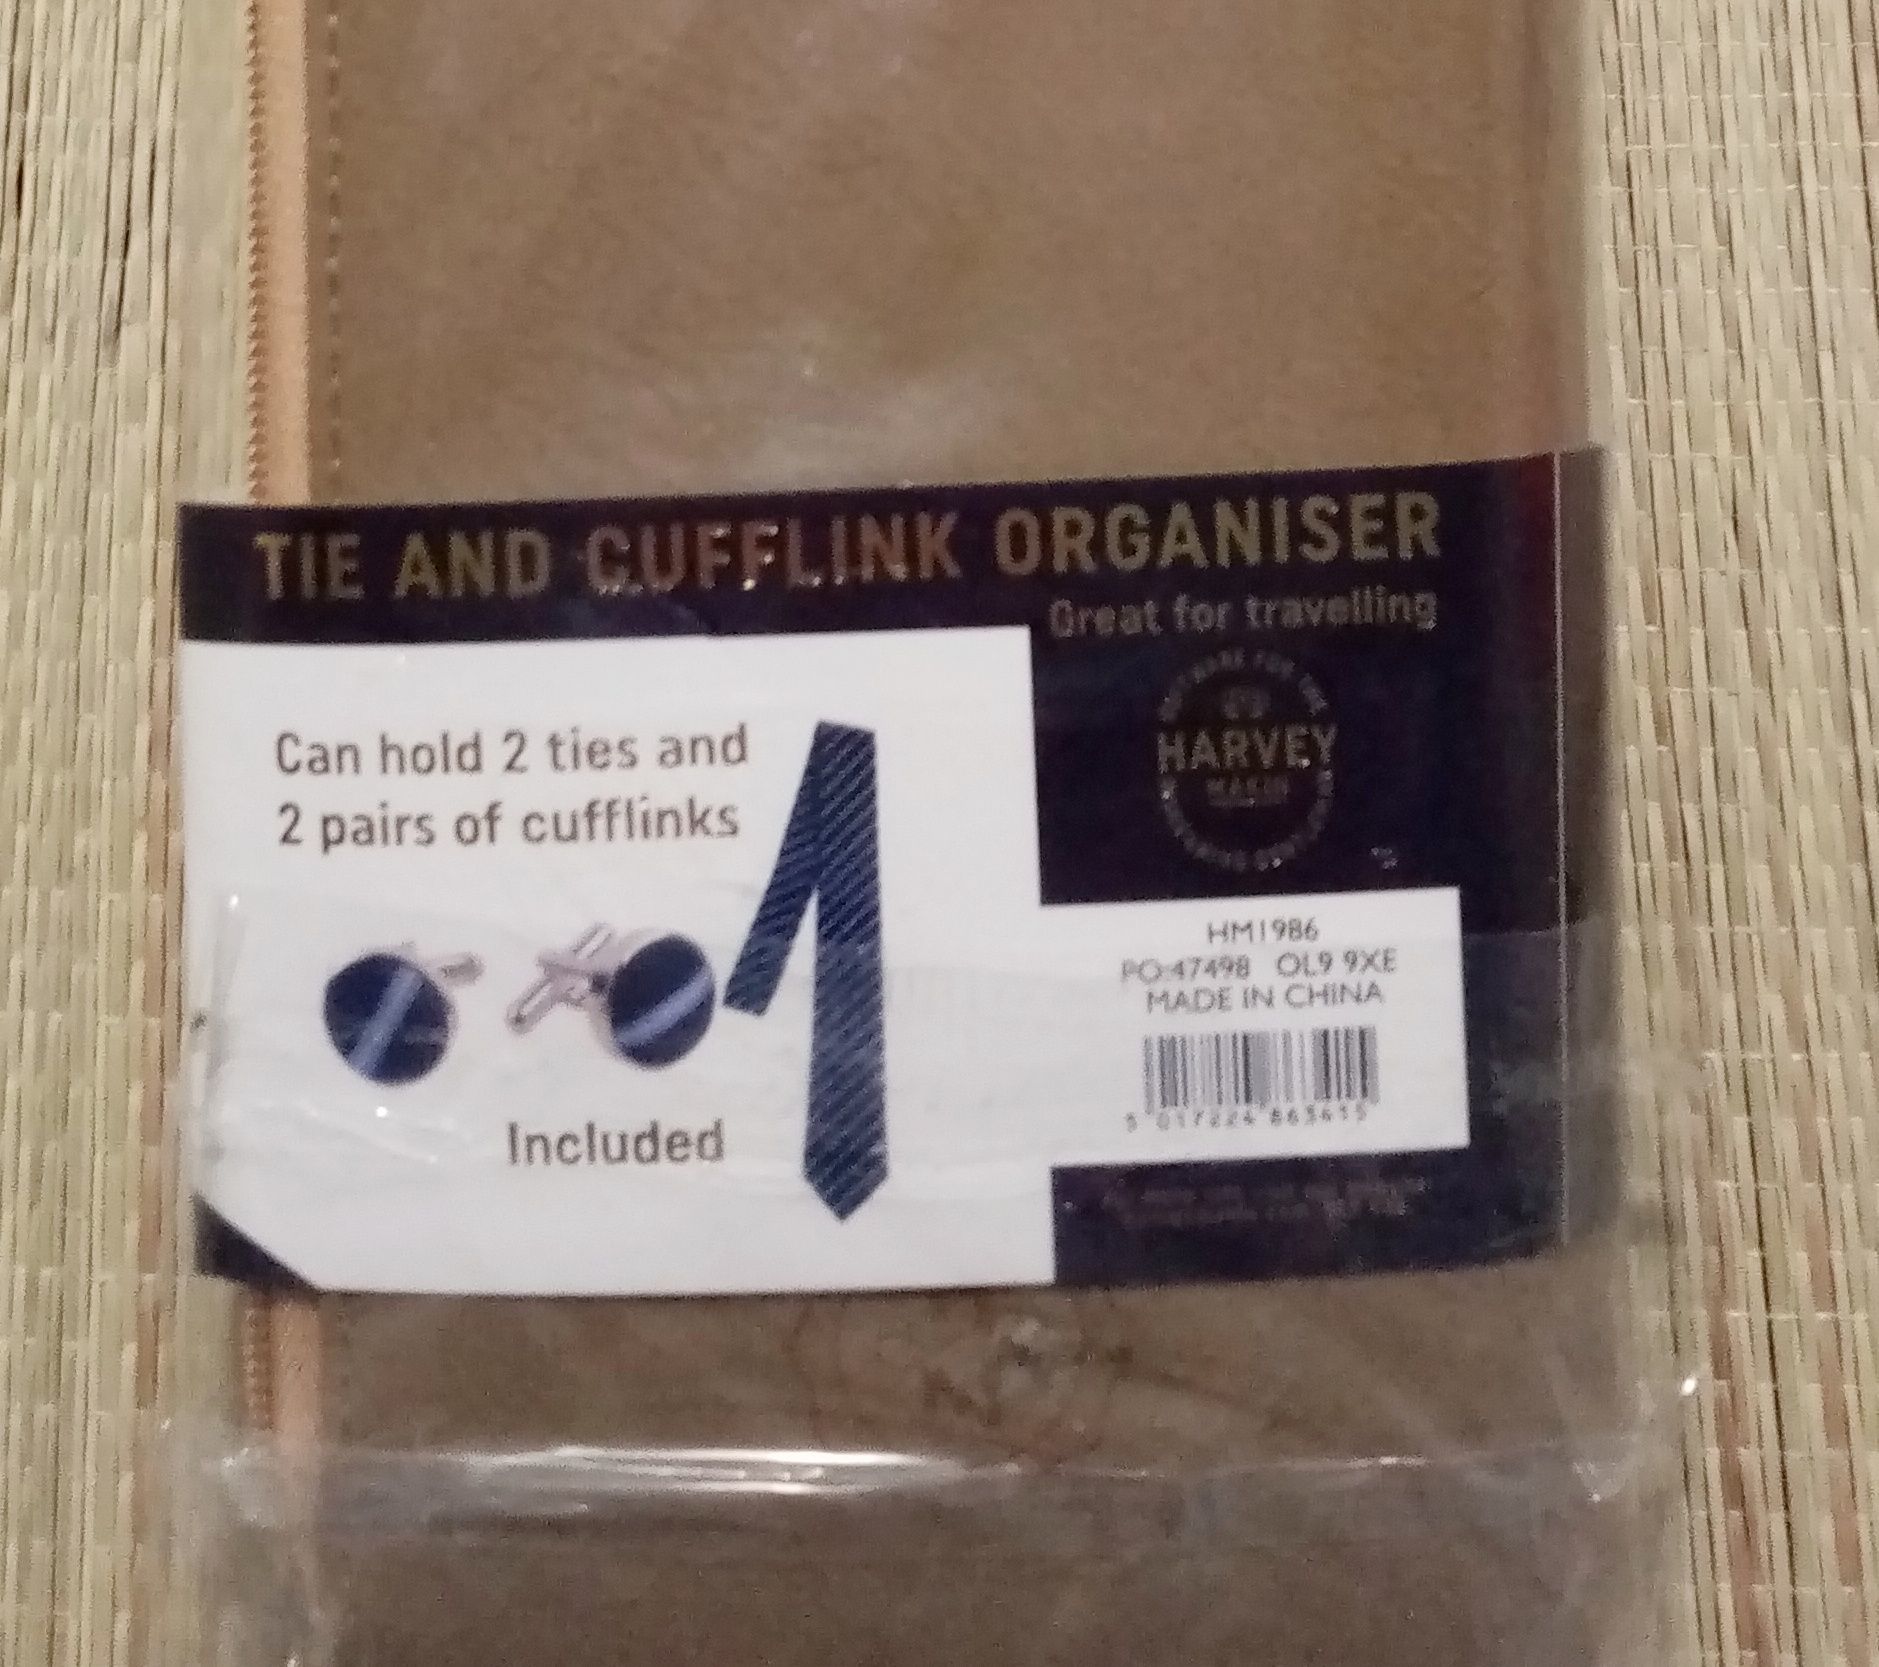 TIE AND CUFFLINK ORGANISER
Great for travelling
Can hold 2 ties and
2 pairs of cufflinks
Included
HARVEY
HM1986
PO:47498 OL9 9XE
MADE IN CHINA